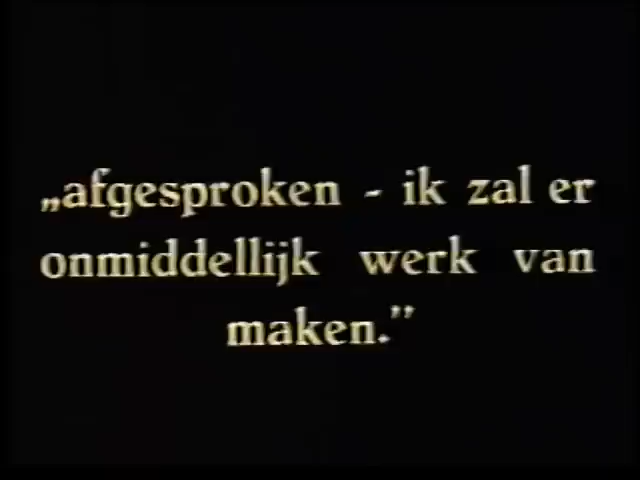 „afgesproken - ik zal er
onmiddellijk werk van
maken.”